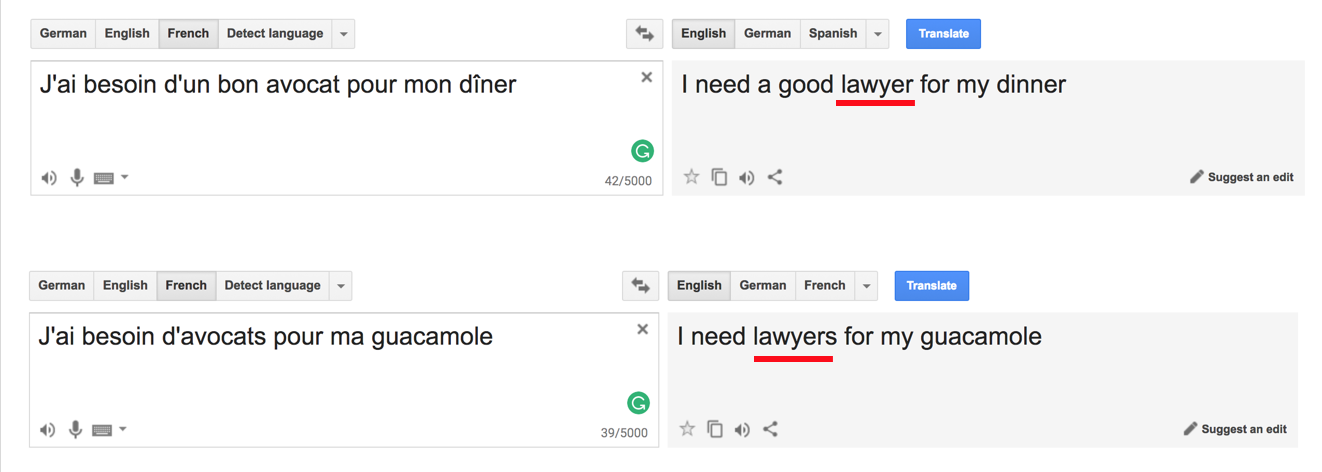 German English French Detect language English German Spanish Translate
J'ai besoin d'un bon avocat pour mon dîner
I need a good lawyer for my dinner
42/5000
Suggest an edit
German English French Detect language English German French Translate
J'ai besoin d'avocats pour ma guacamole
I need lawyers for my guacamole
39/5000
Suggest an edit